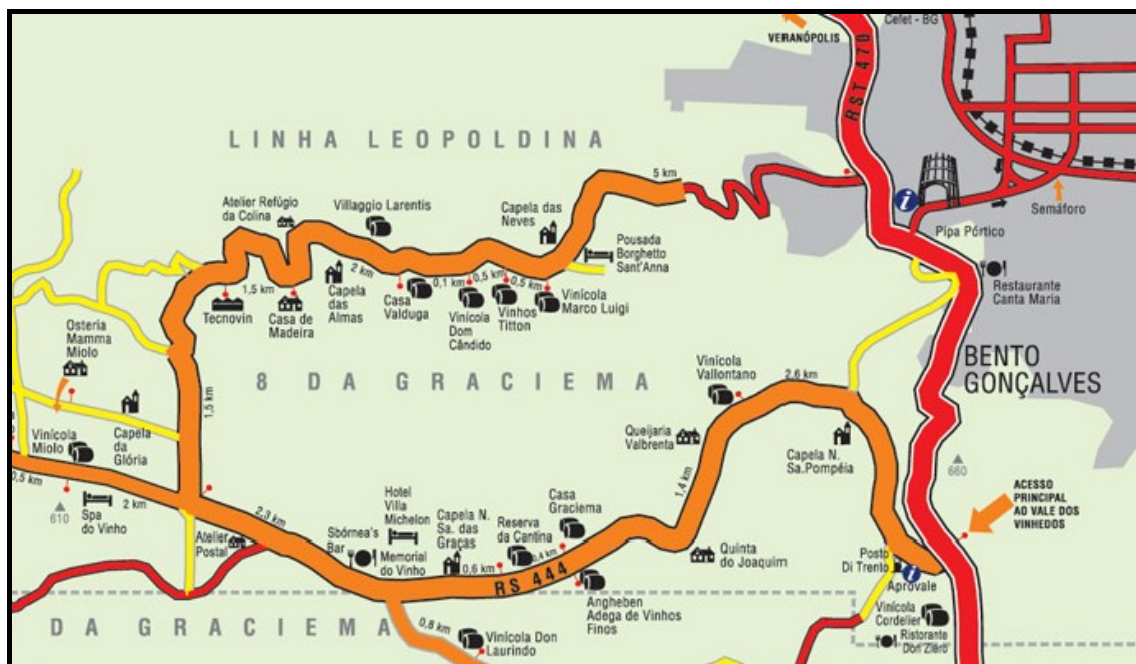 Cefet - BG
VERANÓPOLIS
RST 470
LINHA LEOPOLDINA
5 km
Atelier Refúgio
da Colina
Villaggio Larentis
Capela das
Neves
Semáforo
Pipa Pórtico
Pousada
Borghetto
Sant'Anna
Restaurante
Canta Maria
2 km
1,5 km
0,1 km
0,5 km
0,5 km
Tecnovin
Casa de
Madeira
Capela
das
Almas
Casa
Valduga
Vinícola
Dom
Cândido
Vinhos
Titton
Vinícola
Marco Luigi
Osteria
Mamma
Miolo
8 DA GRACIEMA
BENTO
GONÇALVES
Vinícola
Vallontano
2,6 km
1,5 km
Vinícola
Miolo
Capela
da
Glória
Queijaria
Valbrenta
Capela N.
Sa.Pompéia
660
1,4 km
0,5 km
610
Spa
do Vinho
2 km
2,3 km
Atelier
Postal
Sbórnea's
Bar
Hotel
Villa
Michelon
Memorial
do Vinho
Capela N.
Sa. das
Graças
Reserva
da Cantina
Casa
Graciema
0,6 km
0,4 km
RS 444
Quinta
do Joaquim
ACESSO
PRINCIPAL
AO VALE DOS
VINHEDOS
Posto
Di Trento
Aprovale
Angheben
Adega de Vinhos
Finos
Vinícola
Cordelier
Ristorante
Don Ziero
DA GRACIEMA
0,8 km
Vinícola Don
Laurindo